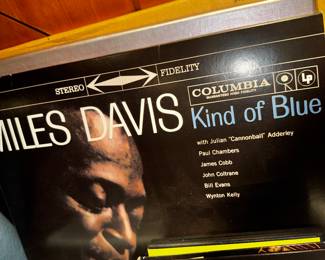 STEREO FIDELITY
COLUMBIA
MILES DAVIS Kind of Blue
with Julian "Cannonball" Adderley
Paul Chambers
James Cobb
John Coltrane
Bill Evans
Wynton Kelly